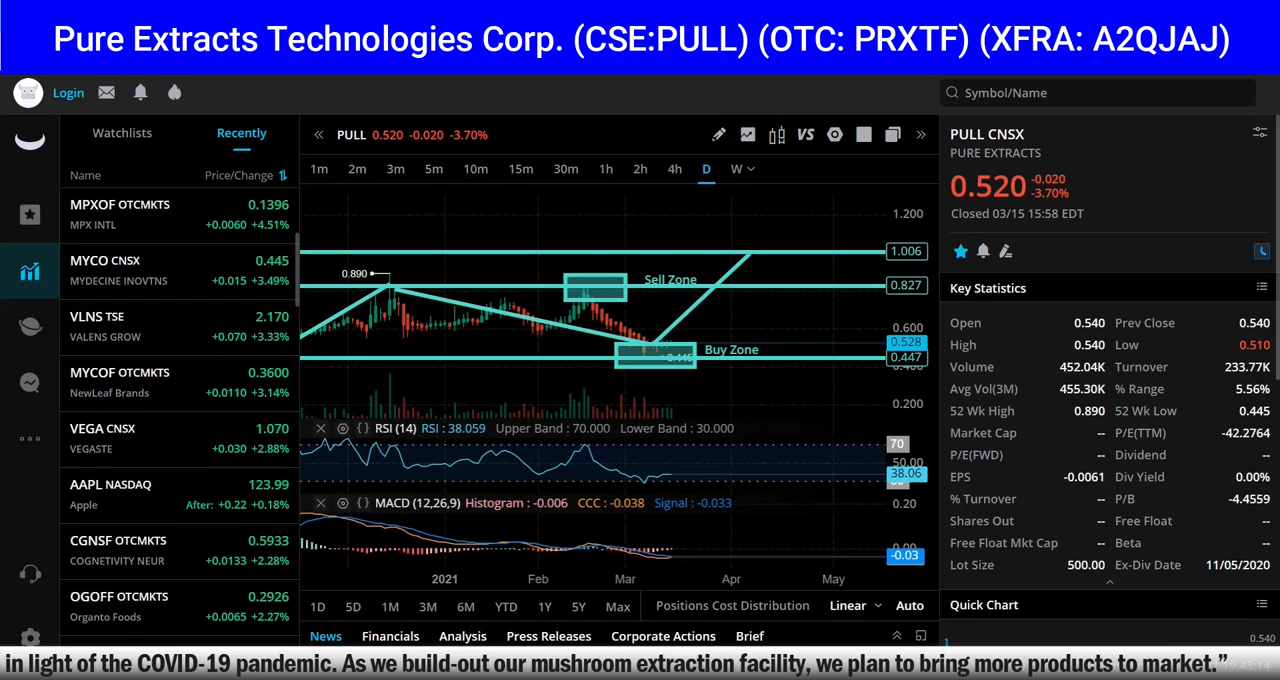 Pure Extracts Technologies Corp. (CSE:PULL) (OTC: PRXTF) (XFRA: A2QJAJ)
Login
Symbol/Name
Watchlists Recently
Name Price/Change
MPXOF OTCMKTS 0.1396
MPX INTL +0.0060 +4.51%
MYCO CNSX 0.445
MYDECINE INOVTNS +0.015 +3.49%
VLNS TSE 2.170
VALENS GROW +0.070 +3.33%
MYCOF OTCMKTS 0.3600
NewLeaf Brands +0.0110 +3.14%
VEGA CNSX 1.070
VEGASTE +0.030 +2.88%
AAPL NASDAQ 123.99
Apple After: +0.22 +0.18%
CGNSF OTCMKTS 0.5933
COGNETIVITY NEUR +0.0133 +2.28%
OGOFF OTCMKTS 0.2926
Organto Foods +0.0065 +2.27%
PULL 0.520 -0.020 -3.70%
VS
1m 2m 3m 5m 10m 15m 30m 1h 2h 4h D W
1.200
1.006
0.890
Sell Zone
0.827
0.600
0.528
Buy Zone
0.447
0.445
0.400
0.200
RSI (14) RSI : 38.059 Upper Band : 70.000 Lower Band : 30.000
70
50.00
38.06
MACD (12,26,9) Histogram : -0.006 CCC : -0.038 Signal : -0.033
0.20
0.00
-0.03
2021 Feb Mar Apr May
1D 5D 1M 3M 6M YTD 1Y 5Y Max Positions Cost Distribution Linear Auto
News Financials Analysis Press Releases Corporate Actions Brief
PULL CNSX
PURE EXTRACTS
0.520 -0.020
-3.70%
Closed 03/15 15:58 EDT
L
Key Statistics
Open 0.540 Prev Close 0.540
High 0.540 Low 0.510
Volume 452.04K Turnover 233.77K
Avg Vol(3M) 455.30K % Range 5.56%
52 Wk High 0.890 52 Wk Low 0.445
Market Cap -- P/E(TTM) -42.2764
P/E(FWD) -- Dividend --
EPS -0.0061 Div Yield 0.00%
% Turnover -- P/B -4.4559
Shares Out -- Free Float --
Free Float Mkt Cap -- Beta --
Lot Size 500.00 Ex-Div Date 11/05/2020
Quick Chart
0.540
in light of the COVID-19 pandemic. As we build-out our mushroom extraction facility, we plan to bring more products to market.”